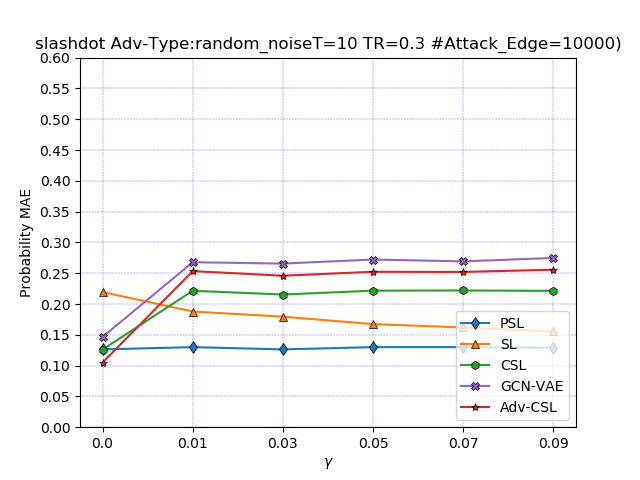 slashdot Adv-Type:random_noiseT=10 TR=0.3 #Attack_Edge=10000)
0.60
0.55
0.50
0.45
0.40
0.35
0.30
0.25
0.20
0.15
0.10
0.05
0.00
Probability MAE
0.0 0.01 0.03 0.05 0.07 0.09
γ
PSL
SL
CSL
GCN-VAE
Adv-CSL